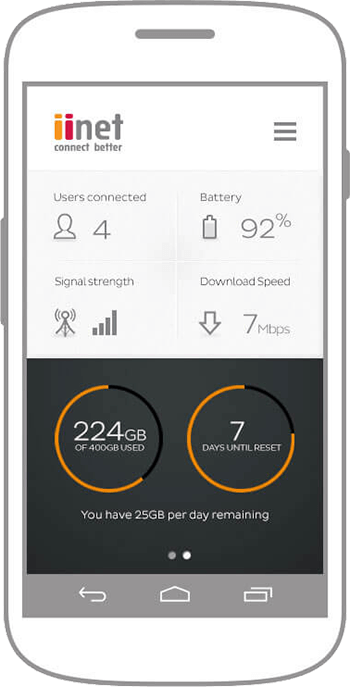 iinet
connect better
Users connected
4
Battery
92%
Signal strength
Download Speed
7Mbps
224GB
OF 400GB USED
7
DAYS UNTIL RESET
You have 25GB per day remaining